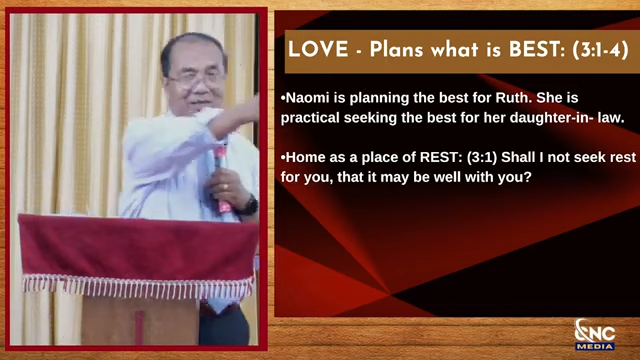 LOVE - Plans what is BEST: (3:1-4)
•Naomi is planning the best for Ruth. She is
practical seeking the best for her daughter-in- law.
•Home as a place of REST: (3:1) Shall I not seek rest
for you, that it may be well with you?
NC
MEDIA